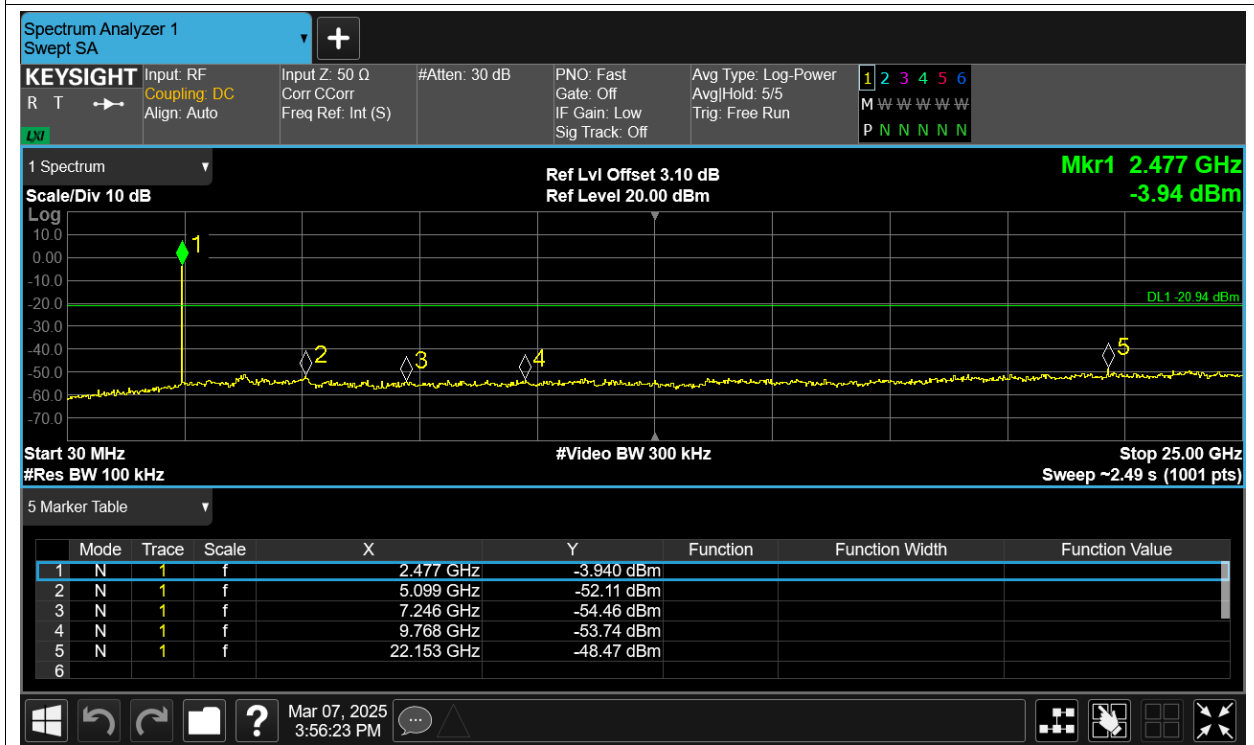 Spectrum Analyzer 1
Swept SA
KEYSIGHT
R T
LXI
Input: RF
Coupling: DC
Align: Auto
Input Z: 50 Ω
Corr CCorr
Freq Ref: Int (S)
#Atten: 30 dB
PNO: Fast
Gate: Off
IF Gain: Low
Sig Track: Off
Avg Type: Log-Power
Avg|Hold: 5/5
Trig: Free Run
1 2 3 4 5 6
M W W W W W
P N N N N N
1 Spectrum
Scale/Div 10 dB
Ref Lvl Offset 3.10 dB
Ref Level 20.00 dBm
Mkr1 2.477 GHz
-3.94 dBm
Log
10.0
0.00
-10.0
-20.0
-30.0
-40.0
-50.0
-60.0
-70.0
1
2
3
4
5
DL1 -20.94 dBm
Start 30 MHz
#Res BW 100 kHz
#Video BW 300 kHz
Stop 25.00 GHz
Sweep ~2.49 s (1001 pts)
5 Marker Table
Mode Trace Scale X Y Function Function Width Function Value
1 N 1 f 2.477 GHz -3.940 dBm
2 N 1 f 5.099 GHz -52.11 dBm
3 N 1 f 7.246 GHz -54.46 dBm
4 N 1 f 9.768 GHz -53.74 dBm
5 N 1 f 22.153 GHz -48.47 dBm
6
?
Mar 07, 2025
3:56:23 PM